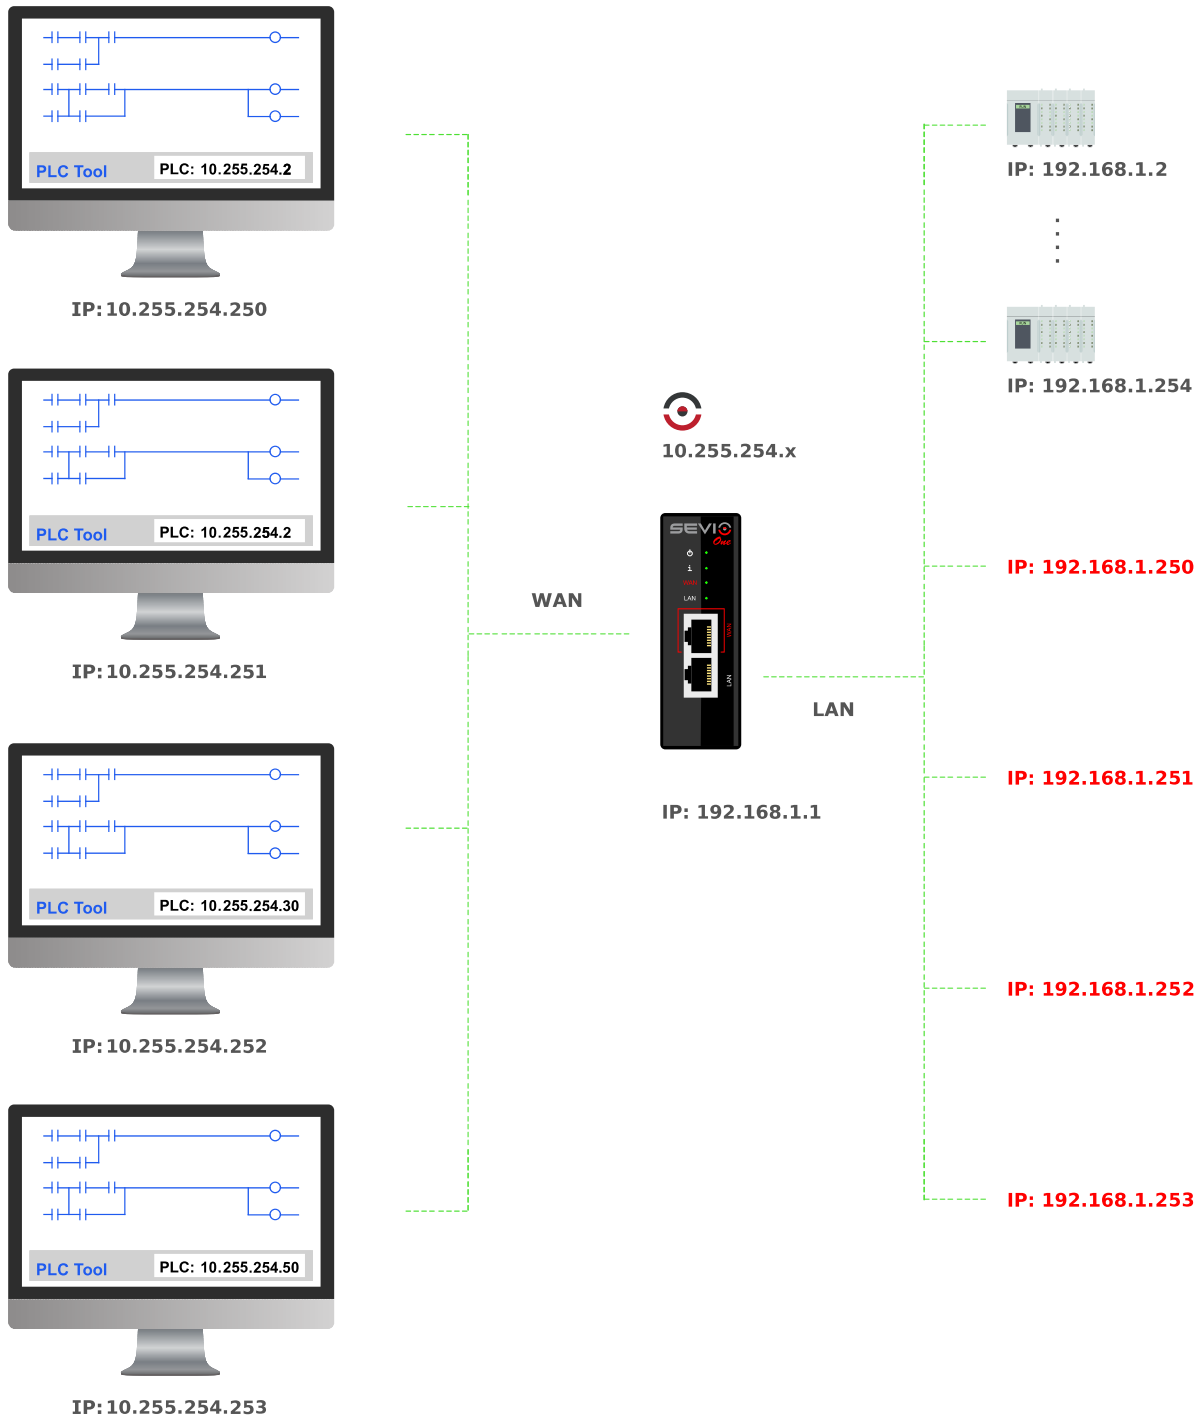 PLC Tool
PLC: 10.255.254.2
IP: 10.255.254.250
PLC Tool
PLC: 10.255.254.2
IP: 10.255.254.251
PLC Tool
PLC: 10.255.254.30
IP: 10.255.254.252
PLC Tool
PLC: 10.255.254.50
IP: 10.255.254.253
WAN
10.255.254.x
SEVIO
One
i
WAN
LAN
WAN
LAN
IP: 192.168.1.1
LAN
IP: 192.168.1.2
IP: 192.168.1.254
IP: 192.168.1.250
IP: 192.168.1.251
IP: 192.168.1.252
IP: 192.168.1.253